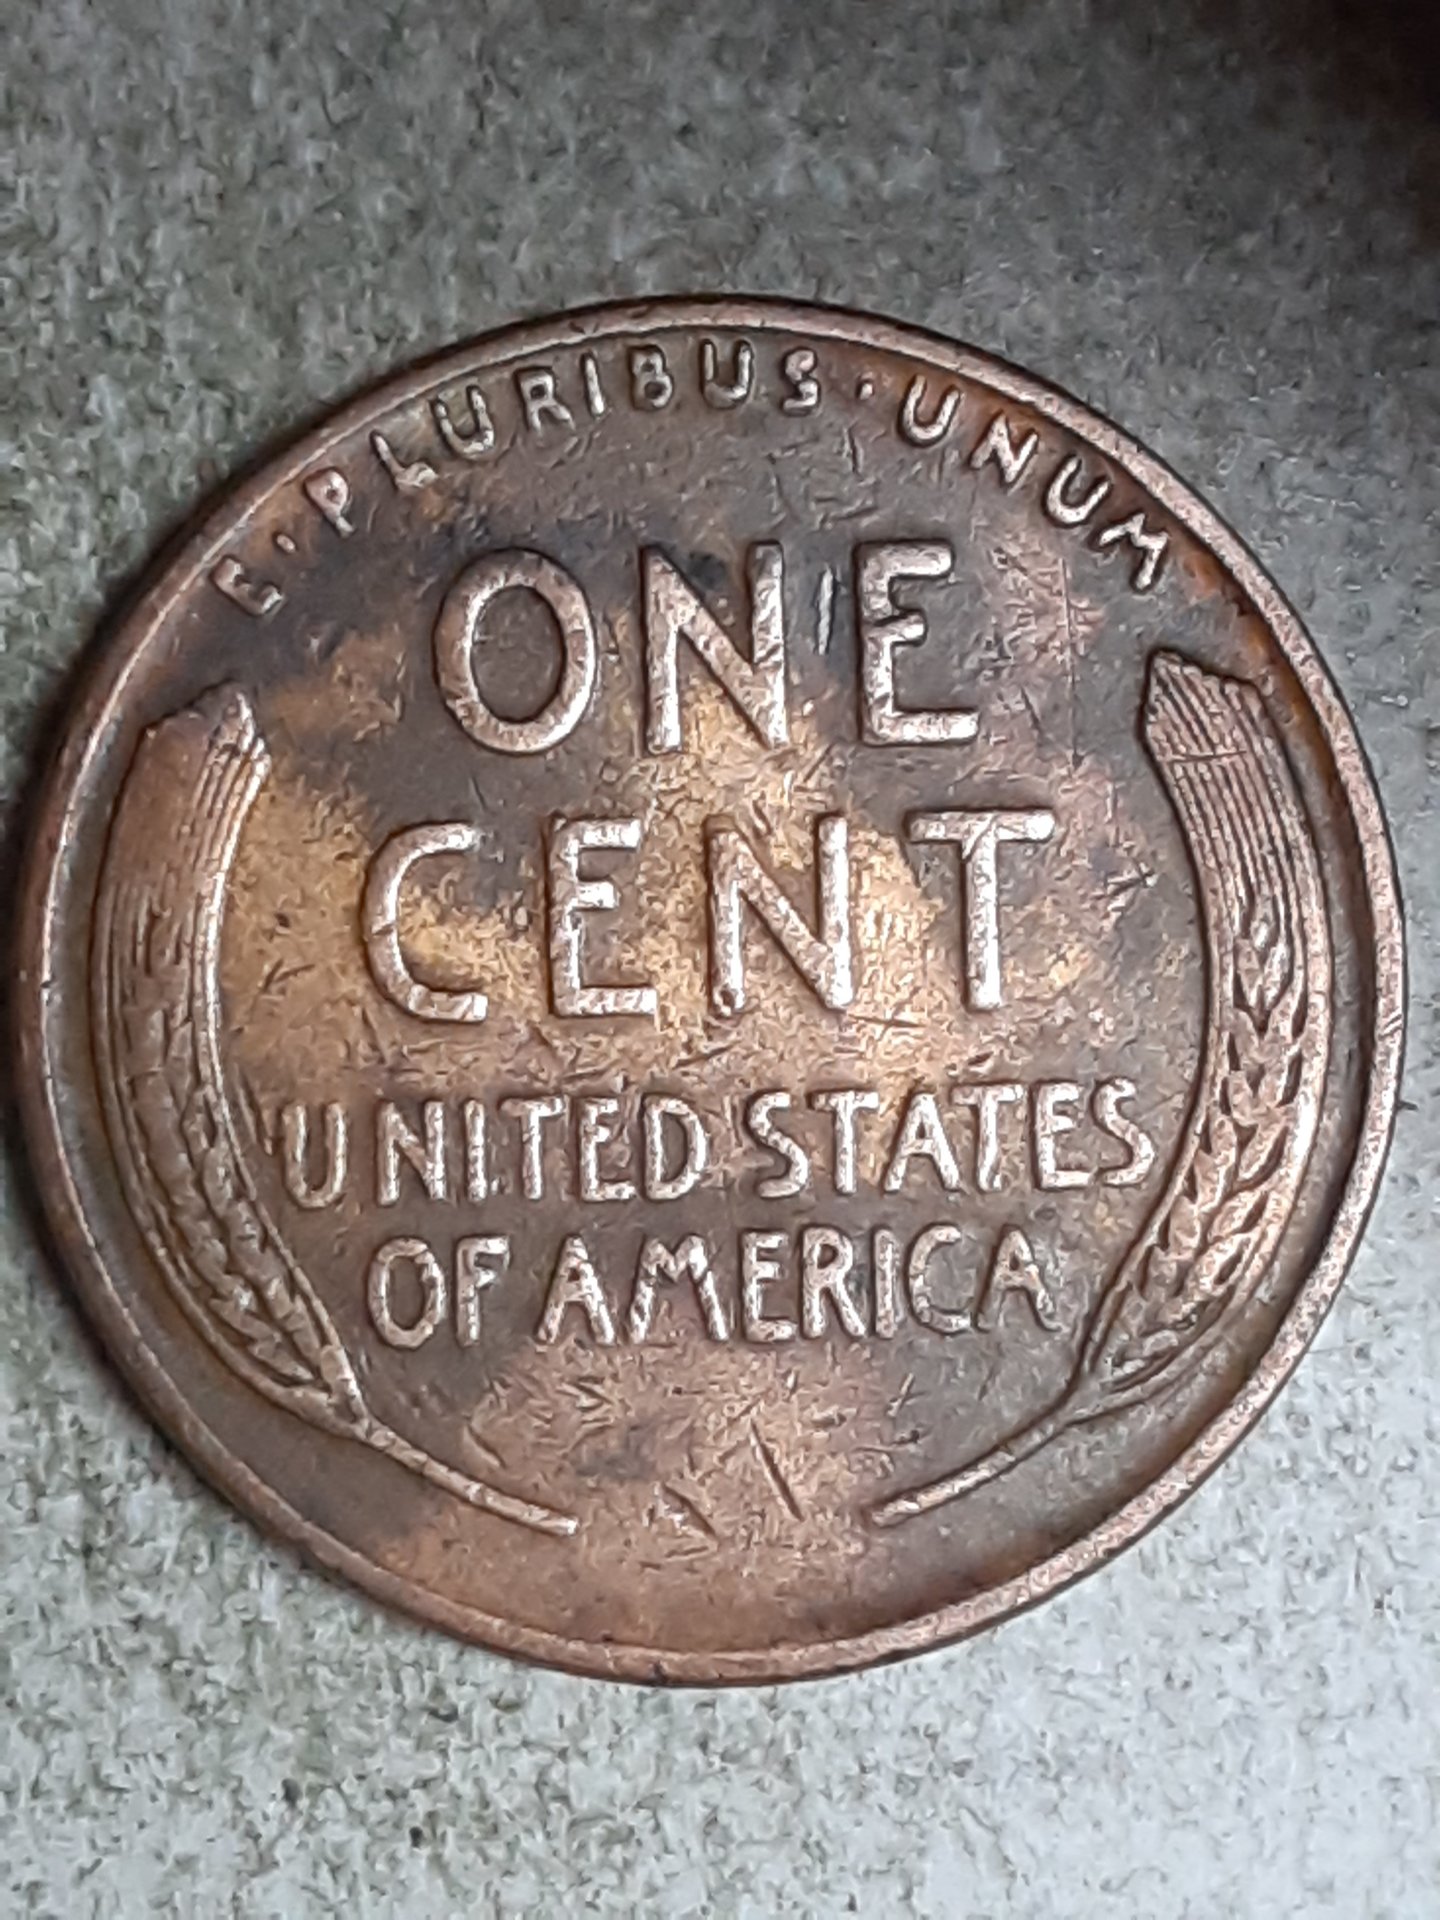 E·PLURIBUS·UNUM
ONE
CENT
UNITED STATES
OF AMERICA